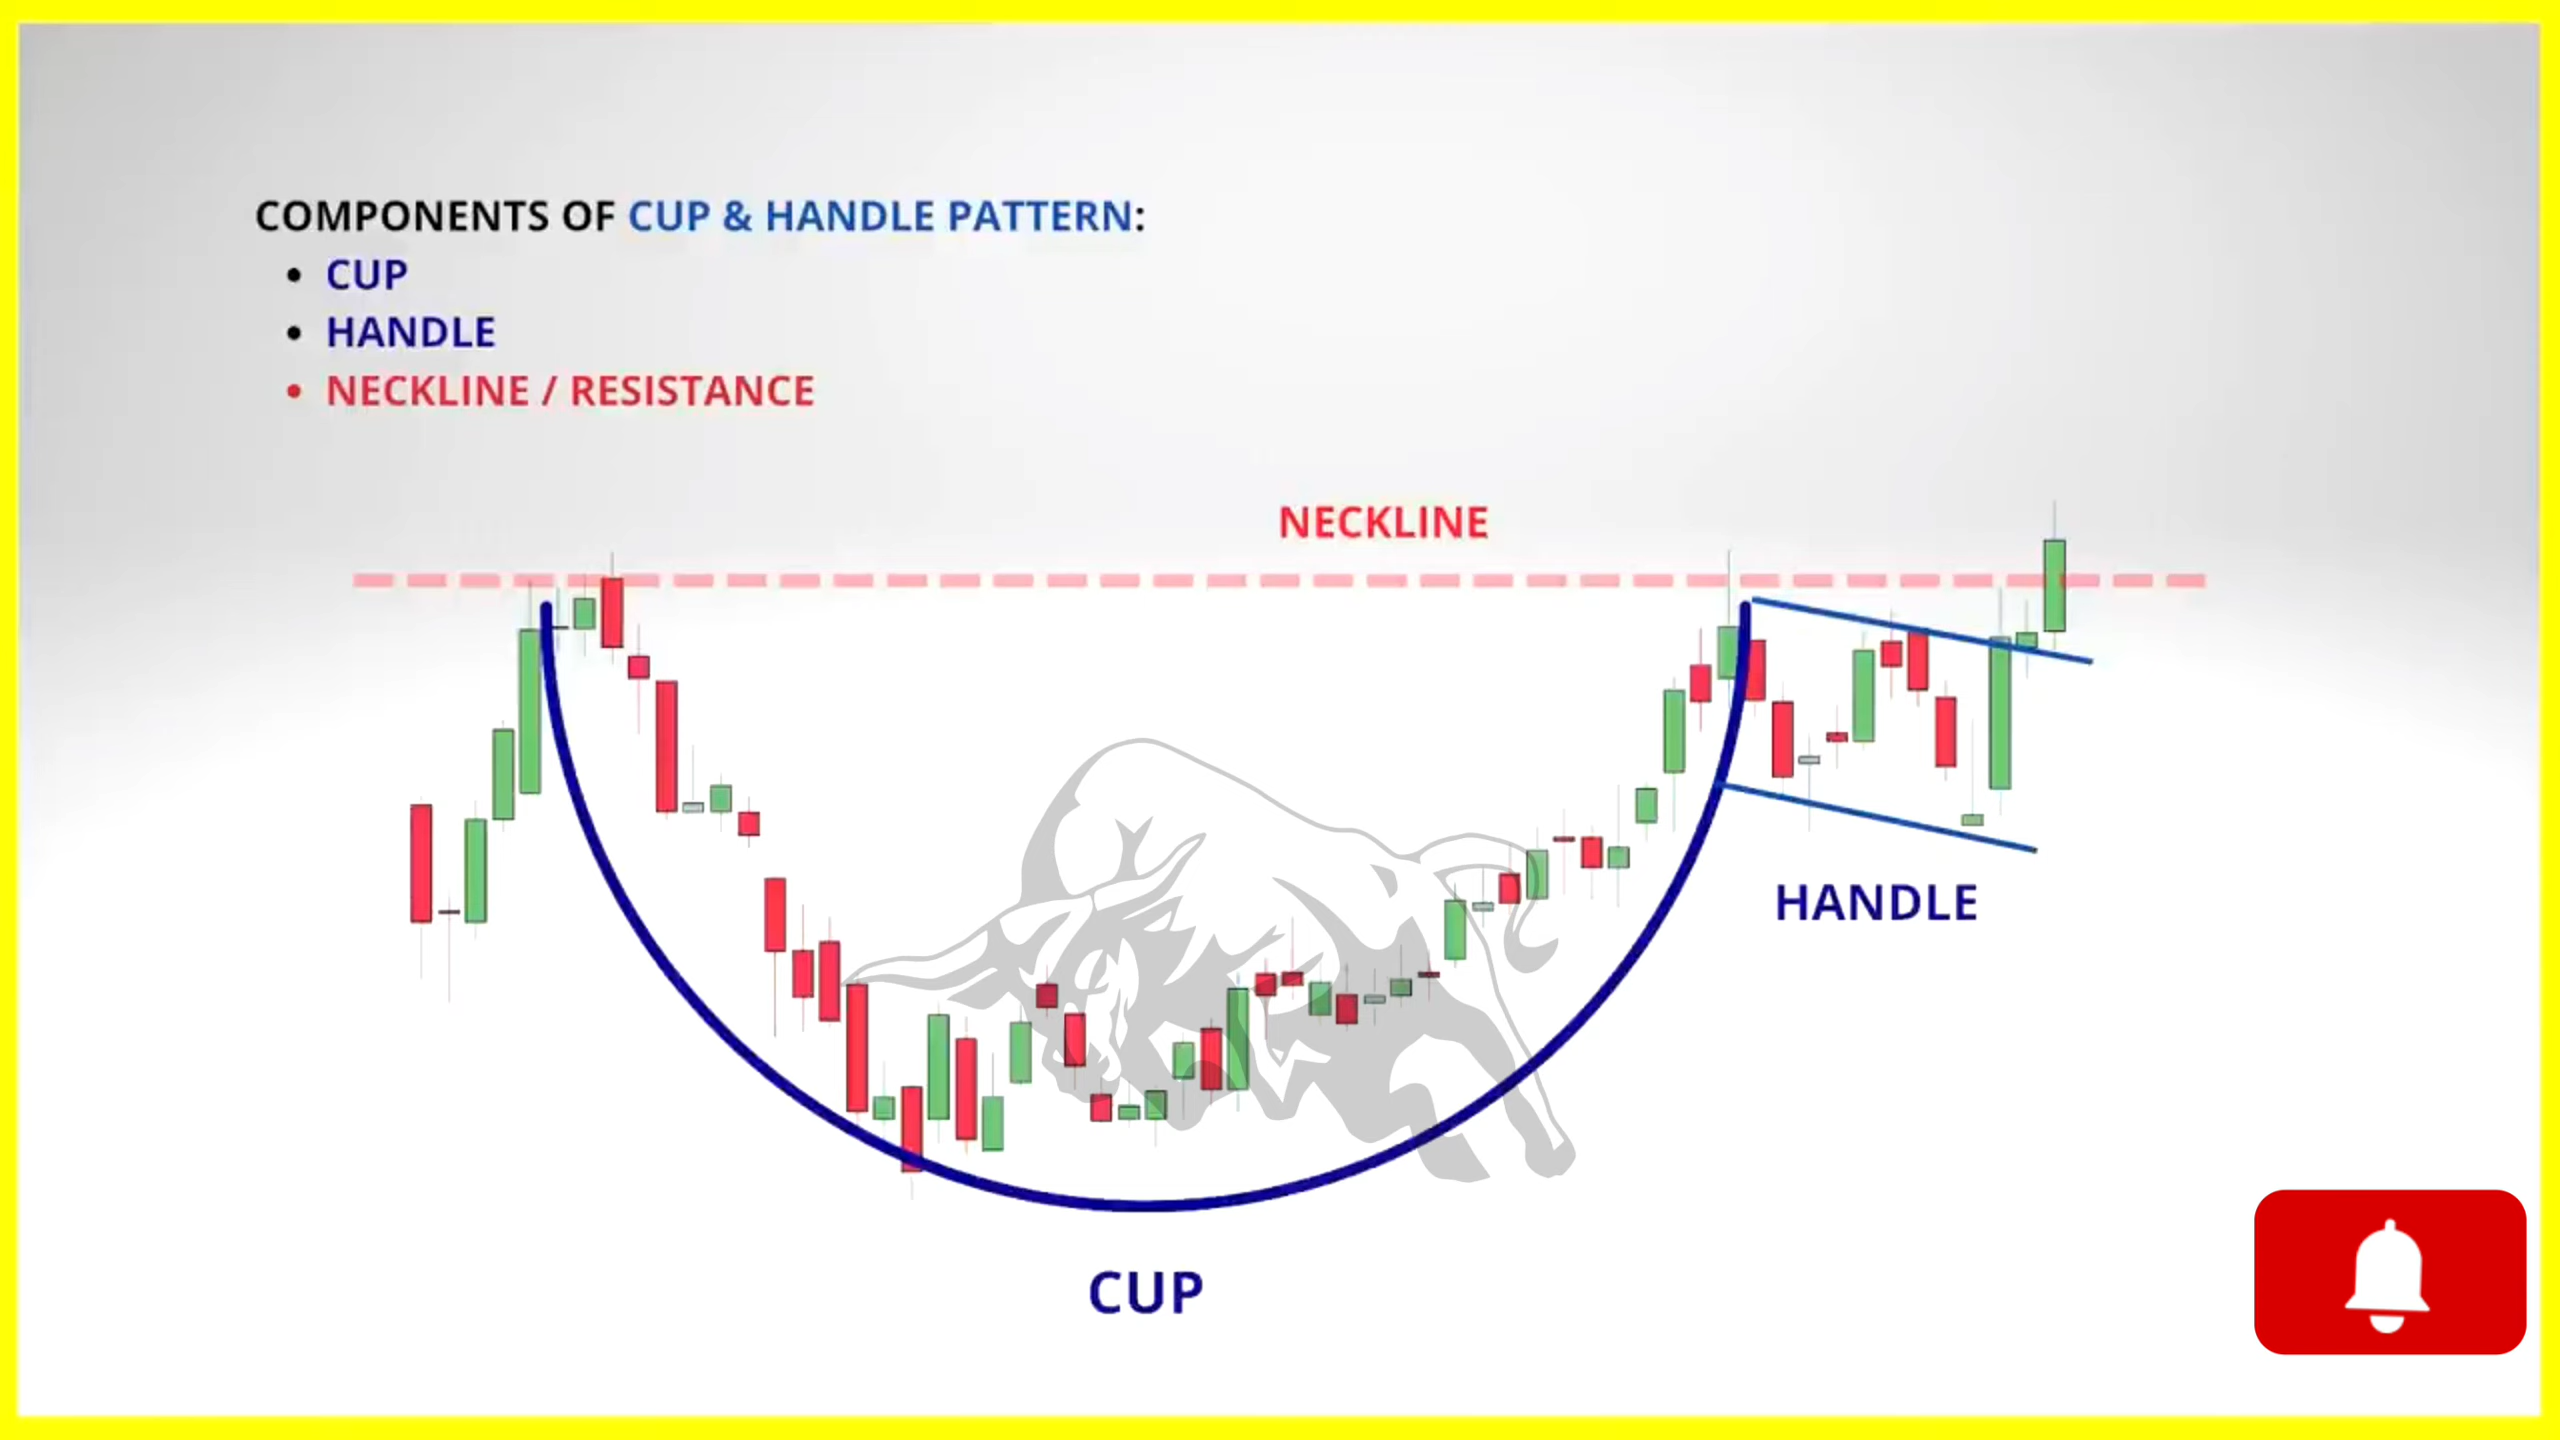 COMPONENTS OF CUP & HANDLE PATTERN:
• CUP
• HANDLE
• NECKLINE / RESISTANCE
NECKLINE
HANDLE
CUP